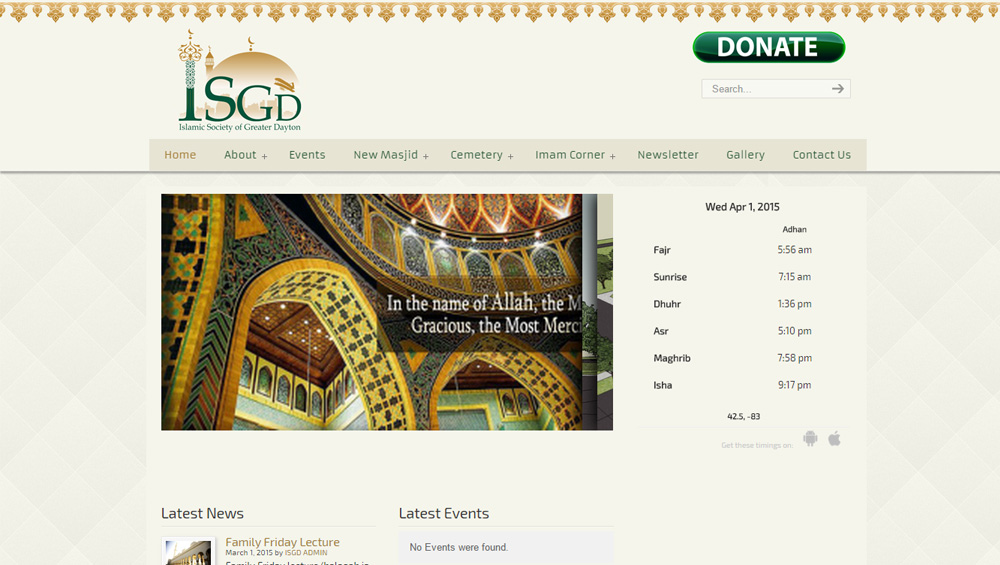 DONATE
Search...
ISGD
Islamic Society of Greater Dayton
Home About + Events New Masjid + Cemetery + Imam Corner + Newsletter Gallery Contact Us
In the name of Allah, the M
Gracious, the Most Merc
Wed Apr 1, 2015
Adhan
Fajr 5:56 am
Sunrise 7:15 am
Dhuhr 1:36 pm
Asr 5:10 pm
Maghrib 7:58 pm
Isha 9:17 pm
42.5, -83
Get these timings on:
Latest News
Family Friday Lecture
March 1, 2015 by ISGD ADMIN
Family Friday lecture (halaqah is
Latest Events
No Events were found.